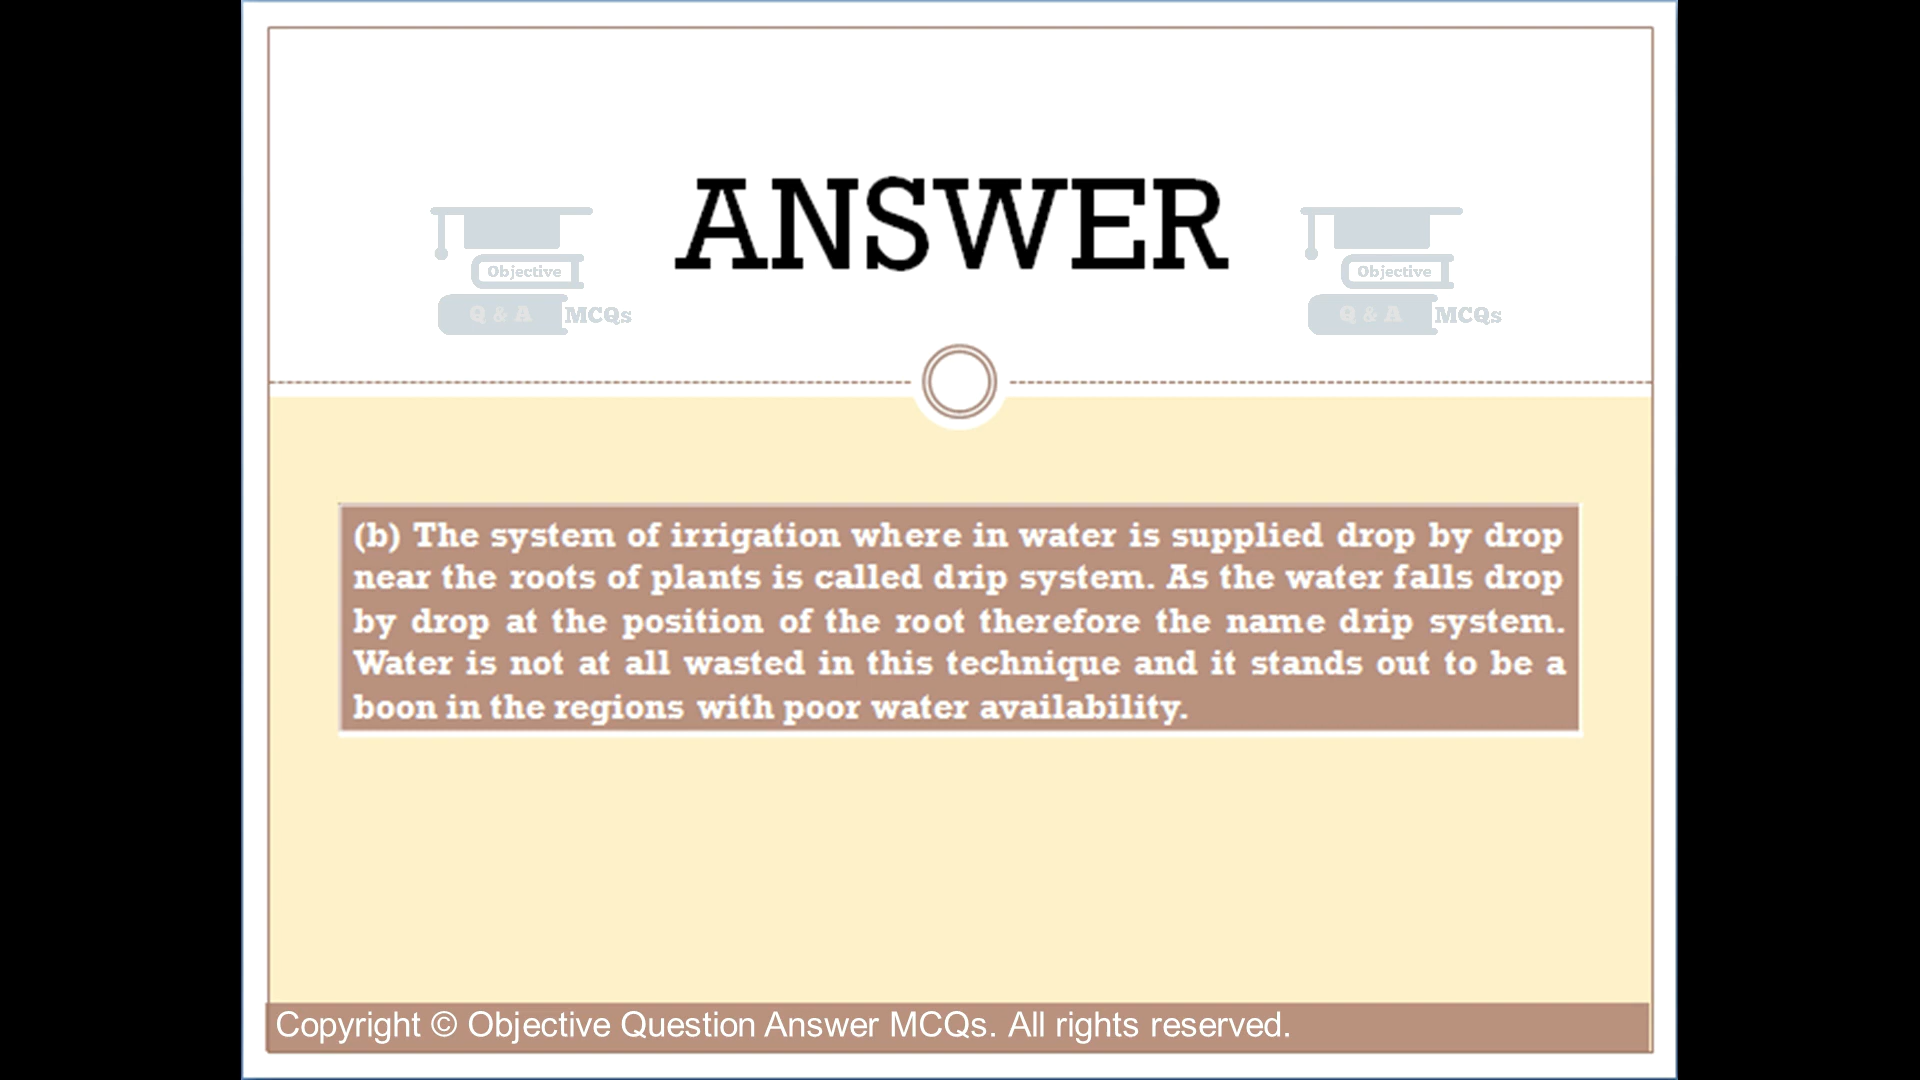 ANSWER
Objective
Q & A MCQs
Objective
Q & A MCQs
(b) The system of irrigation where in water is supplied drop by drop
near the roots of plants is called drip system. As the water falls drop
by drop at the position of the root therefore the name drip system.
Water is not at all wasted in this technique and it stands out to be a
boon in the regions with poor water availability.
Copyright © Objective Question Answer MCQs. All rights reserved.